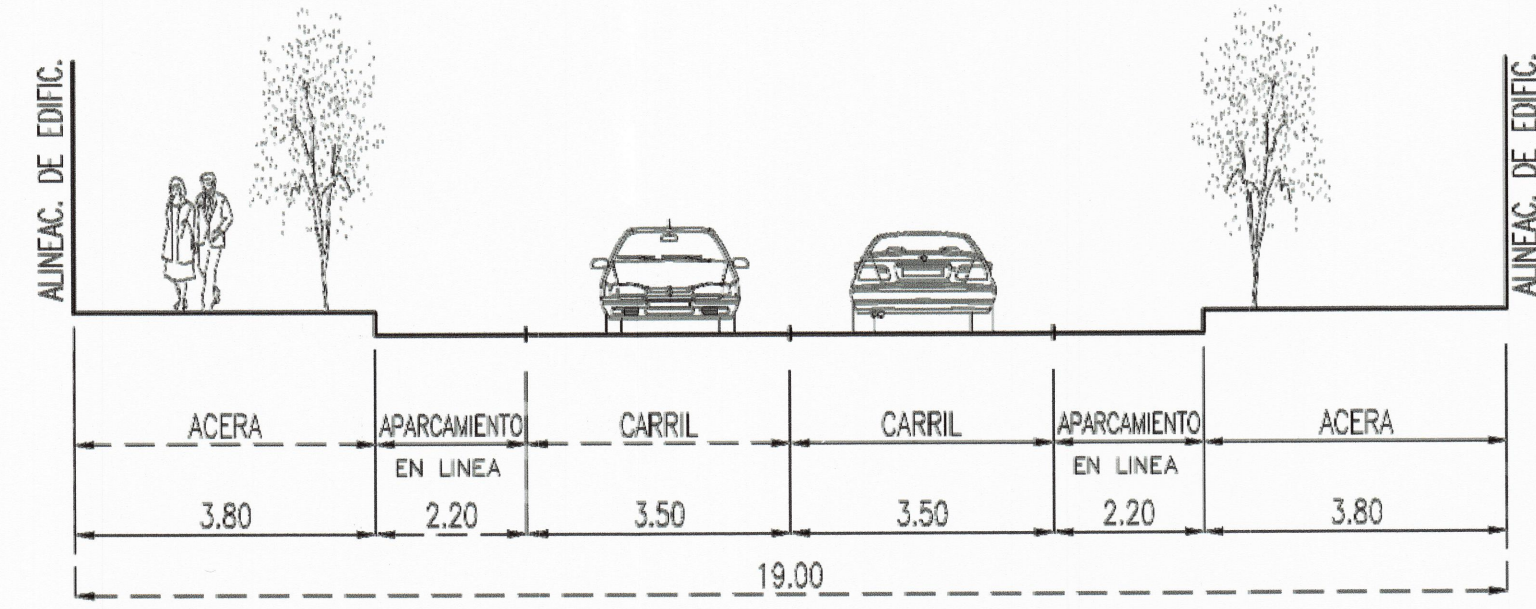 ALINEAC. DE EDIFIC.
ALINEAC. DE EDIFIC.
ACERA
APARCAMIENTO
EN LINEA
CARRIL
CARRIL
APARCAMIENTO
EN LINEA
ACERA
3.80
2.20
3.50
3.50
2.20
3.80
19.00